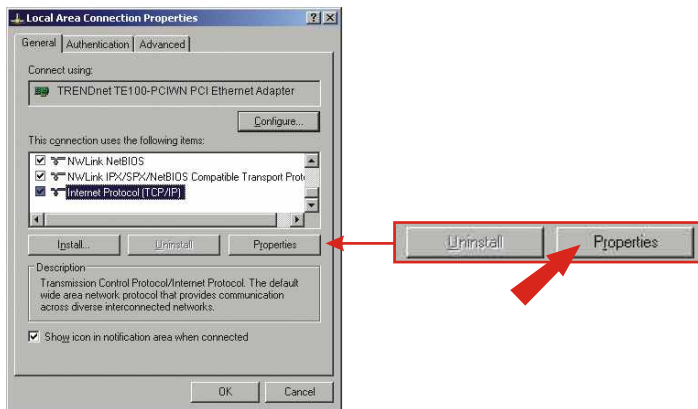 Local Area Connection Properties
General Authentication Advanced
Connect using:
TRENDnet TE100-PCIWN PCI Ethernet Adapter
Configure...
This connection uses the following items:
NWLink NetBIOS
NWLink IPX/SPX/NetBIOS Compatible Transport Prot
Internet Protocol (TCP/IP)
Install... Uninstall Properties
Description
Transmission Control Protocol/Internet Protocol. The default
wide area network protocol that provides communication
across diverse interconnected networks.
Show icon in notification area when connected
OK Cancel
Uninstall Properties